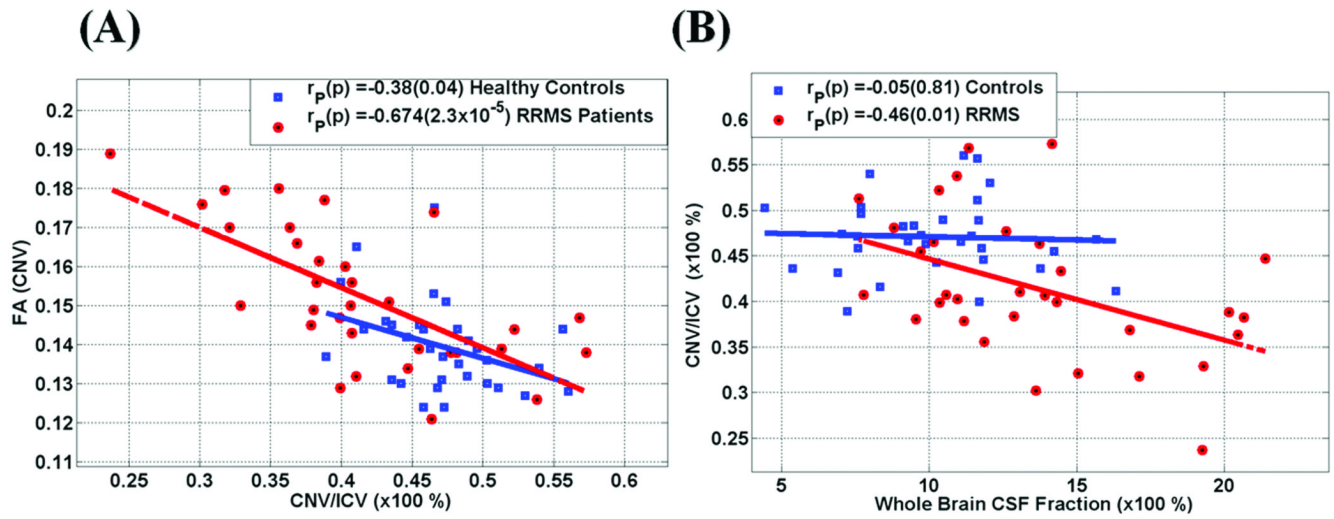 (A)
r_P(p) =-0.38(0.04) Healthy Controls
r_P(p) =-0.674(2.3x10^-5) RRMS Patients
0.2
0.19
0.18
0.17
0.16
0.15
0.14
0.13
0.12
0.11
FA (CNV)
0.25 0.3 0.35 0.4 0.45 0.5 0.55 0.6
CNV/ICV (x100 %)
(B)
r_P(p) =-0.05(0.81) Controls
r_P(p) =-0.46(0.01) RRMS
0.6
0.55
0.5
0.45
0.4
0.35
0.3
0.25
CNV/ICV (x100 %)
5 10 15 20
Whole Brain CSF Fraction (x100 %)